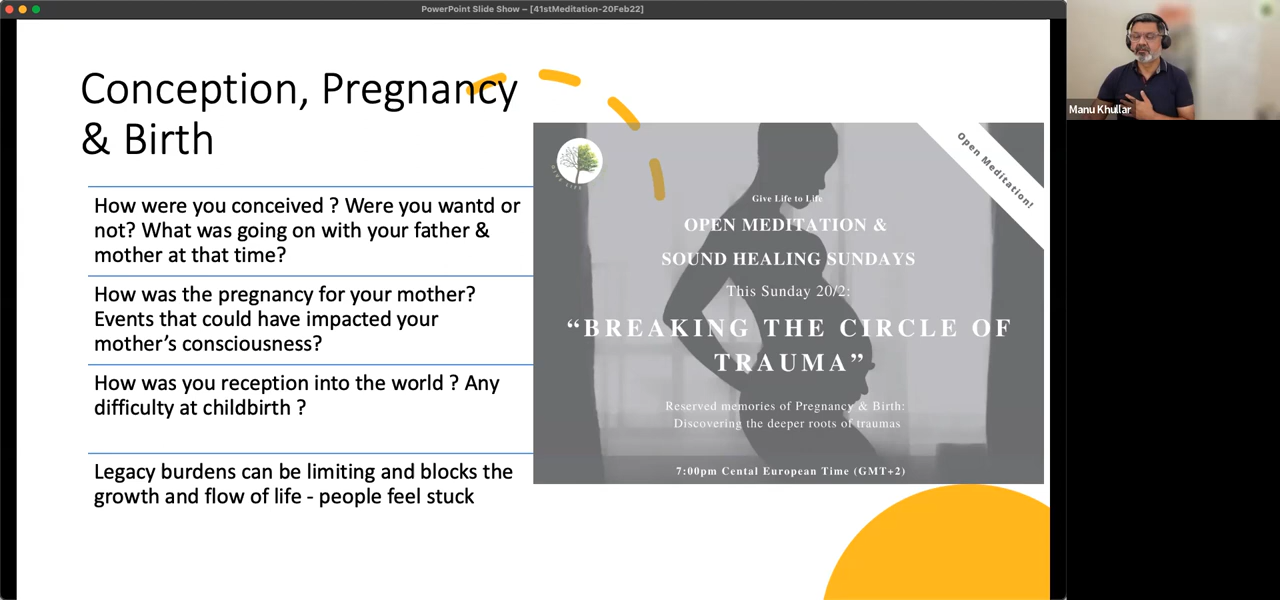 PowerPoint Slide Show – [41stMeditation-20Feb22]
Conception, Pregnancy
& Birth
How were you conceived ? Were you wantd or
not? What was going on with your father &
mother at that time?
How was the pregnancy for your mother?
Events that could have impacted your
mother’s consciousness?
How was you reception into the world ? Any
difficulty at childbirth ?
Legacy burdens can be limiting and blocks the
growth and flow of life - people feel stuck
GIVE LIFE
Open Meditation!
Give Life to Life
OPEN MEDITATION &
SOUND HEALING SUNDAYS
This Sunday 20/2:
“BREAKING THE CIRCLE OF
TRAUMA”
Reserved memories of Pregnancy & Birth:
Discovering the deeper roots of traumas
7:00pm Cental European Time (GMT+2)
Manu Khullar